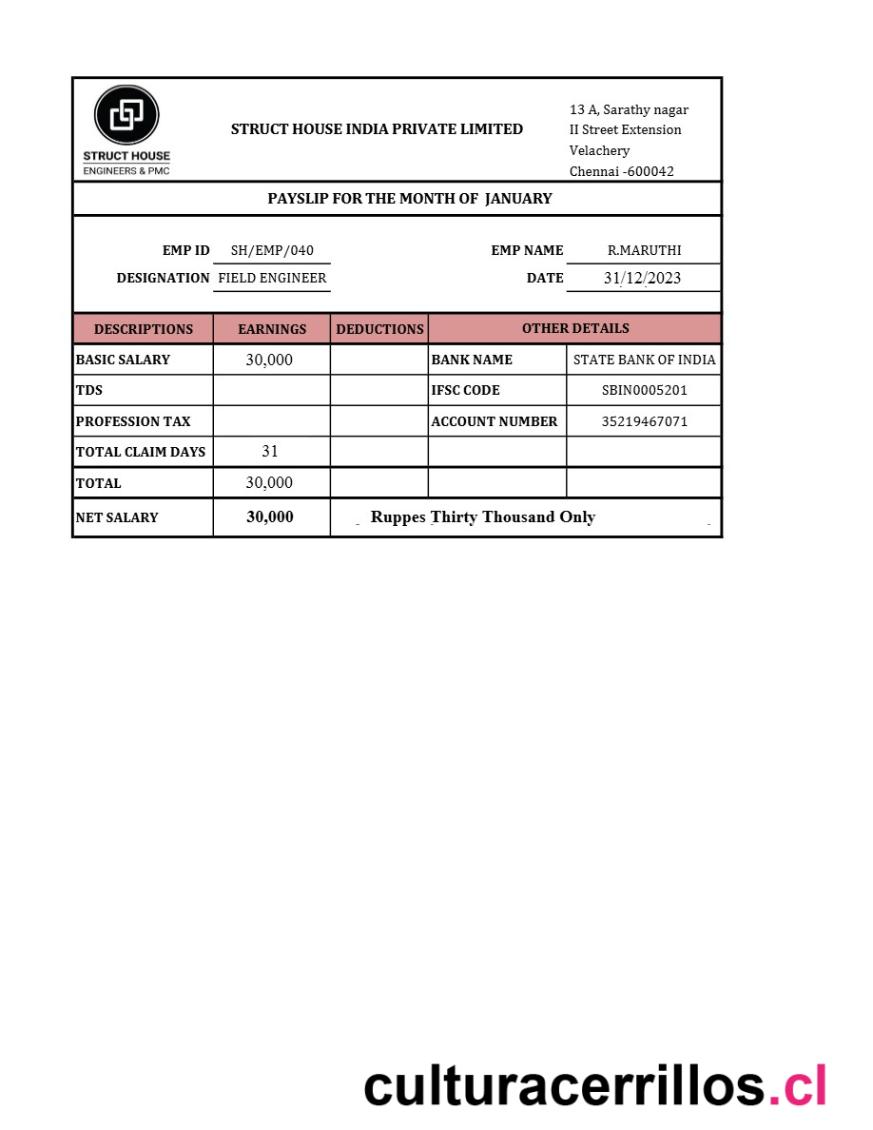 STRUCT HOUSE
ENGINEERS & PMC
STRUCT HOUSE INDIA PRIVATE LIMITED
13 A, Sarathy nagar
II Street Extension
Velachery
Chennai -600042
PAYSLIP FOR THE MONTH OF JANUARY
EMP ID SH/EMP/040 EMP NAME R.MARUTHI
DESIGNATION FIELD ENGINEER DATE 31/12/2023
DESCRIPTIONS EARNINGS DEDUCTIONS OTHER DETAILS
BASIC SALARY 30,000 BANK NAME STATE BANK OF INDIA
TDS IFSC CODE SBIN0005201
PROFESSION TAX ACCOUNT NUMBER 35219467071
TOTAL CLAIM DAYS 31
TOTAL 30,000
NET SALARY 30,000 Ruppes Thirty Thousand Only
culturacerrillos.cl